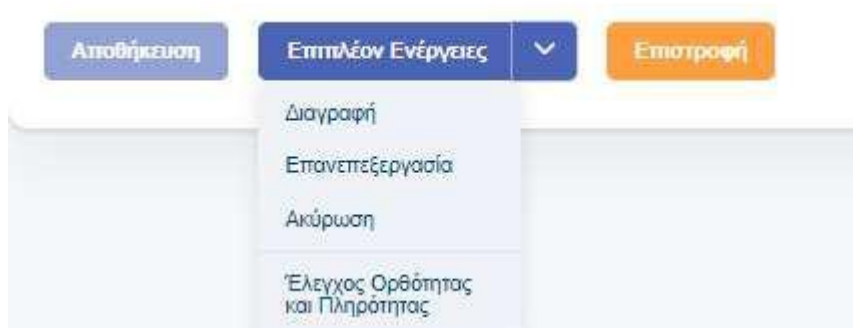 Αποθήκευση Επιπλέον Ενέργειες Επιστροφή
Διαγραφή
Επανεπεξεργασία
Ακύρωση
Έλεγχος Ορθότητας
και Πληρότητας